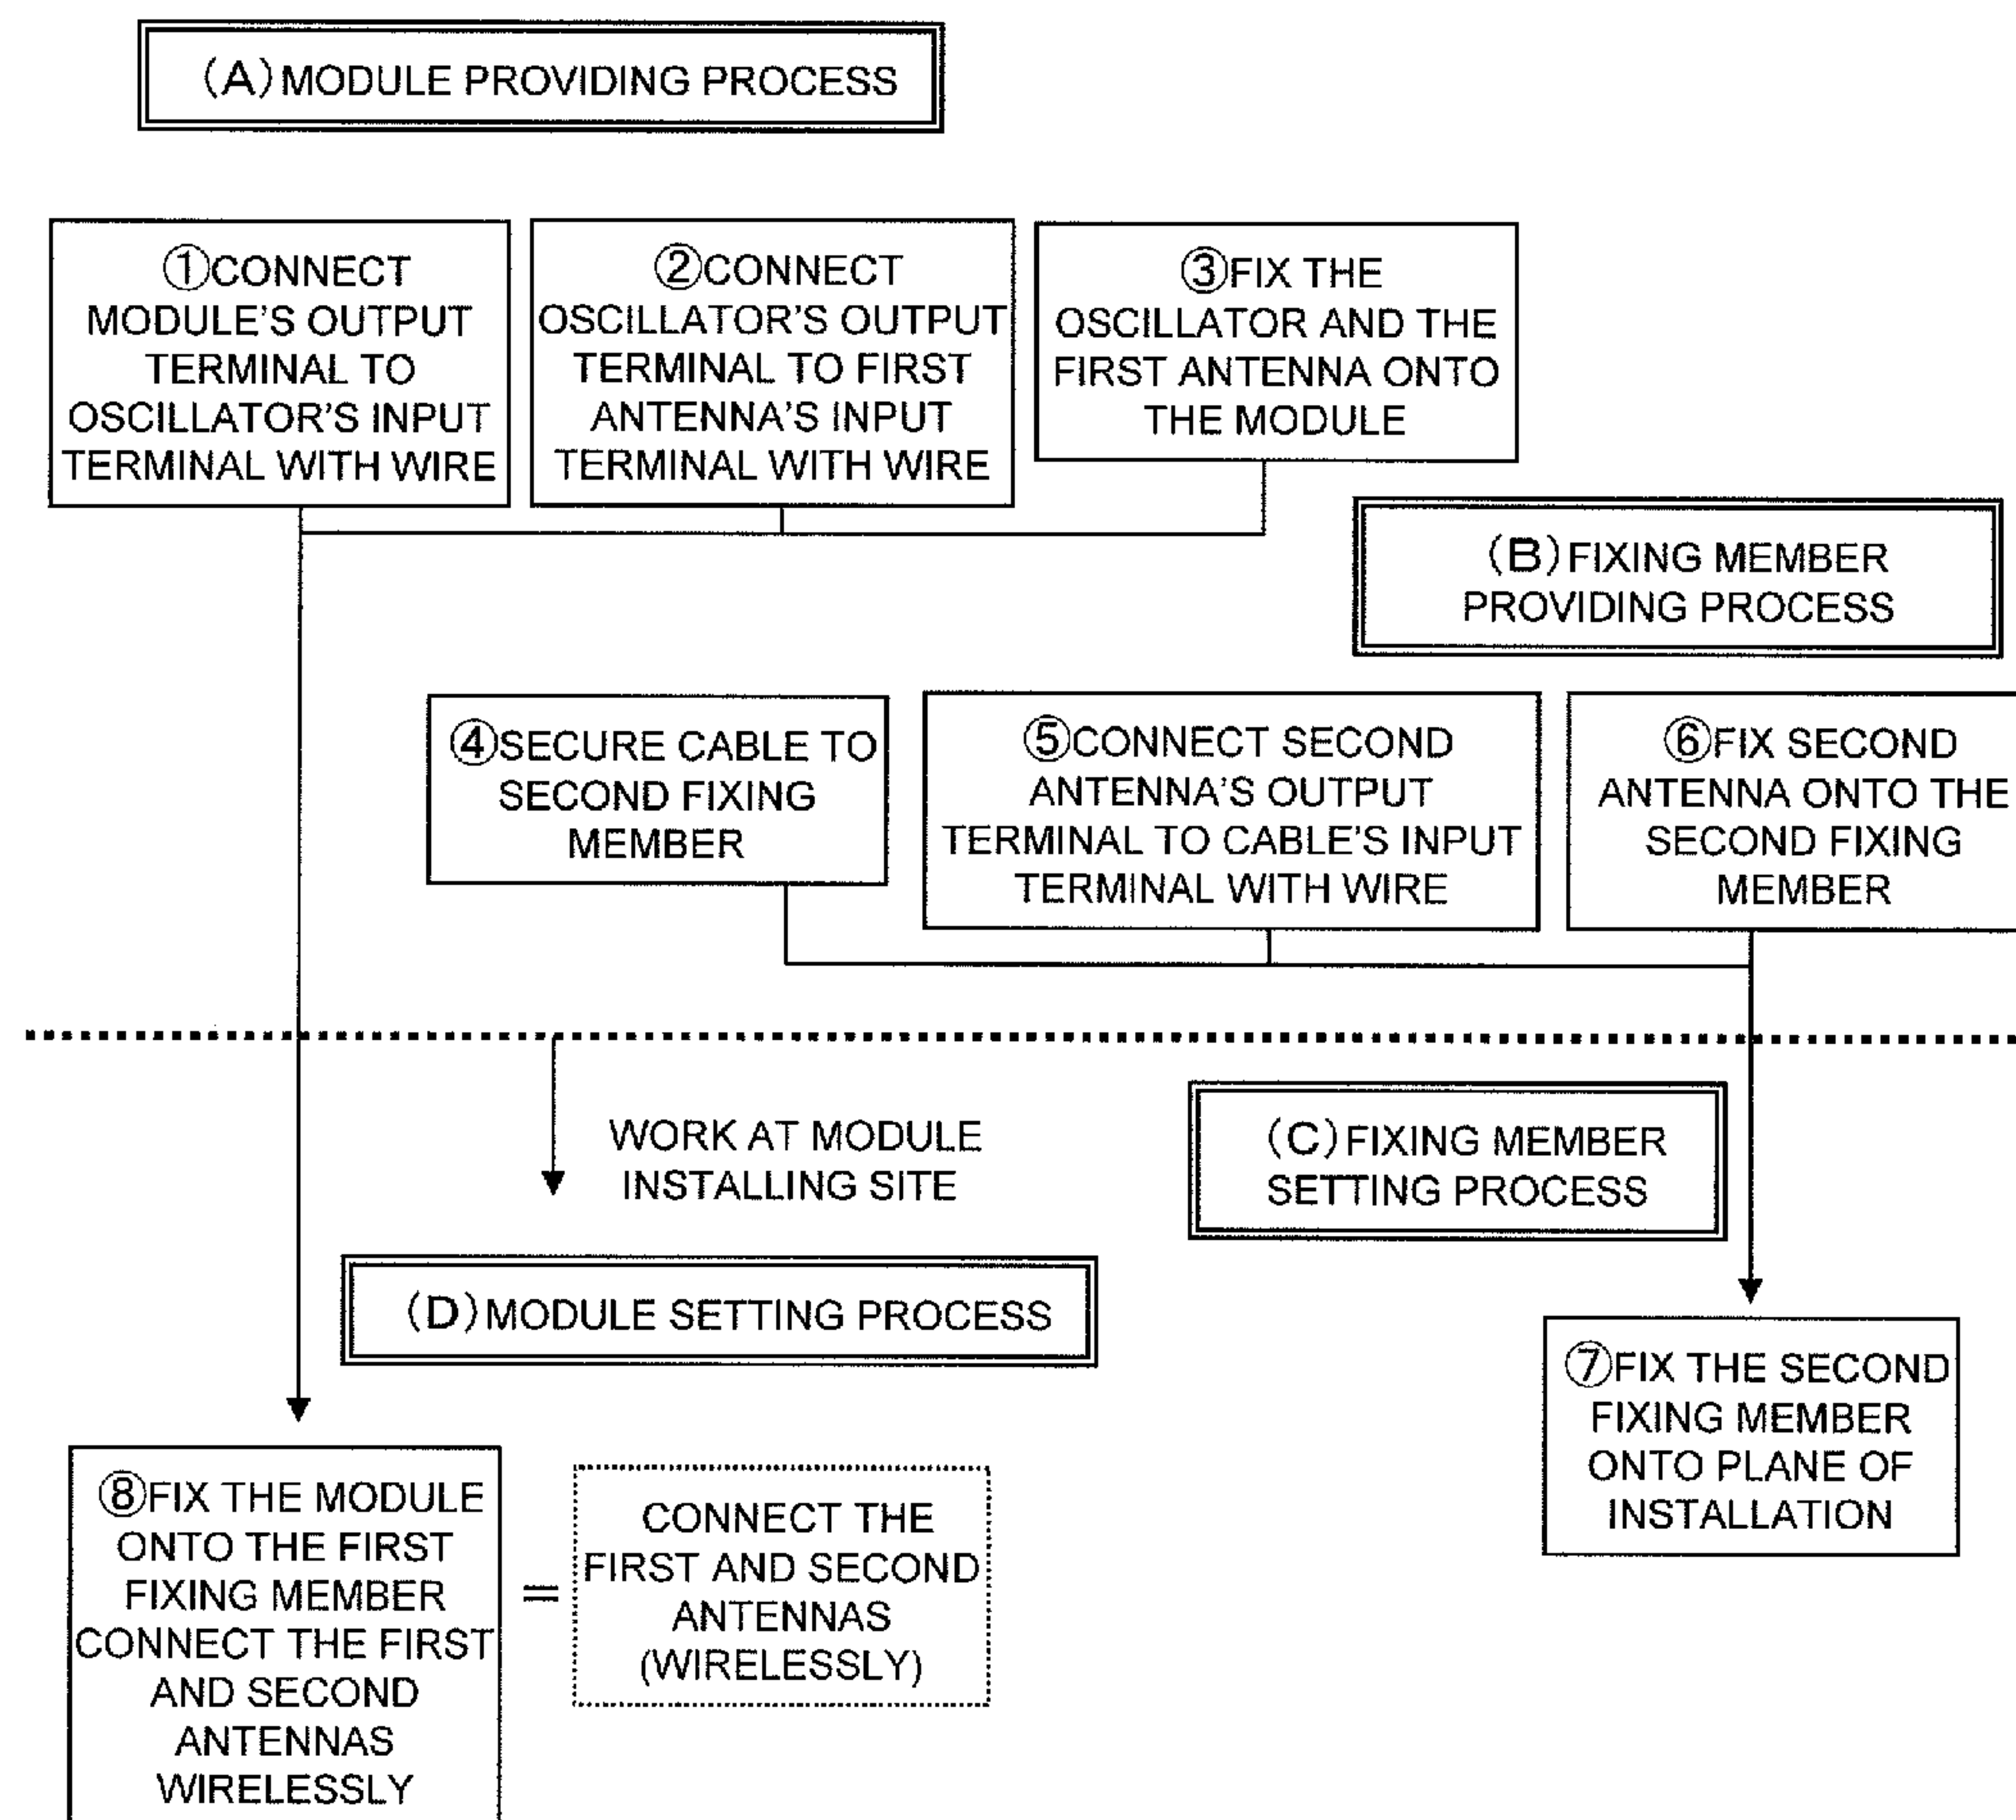 (A)MODULE PROVIDING PROCESS
①CONNECT
MODULE'S OUTPUT
TERMINAL TO
OSCILLATOR'S INPUT
TERMINAL WITH WIRE
②CONNECT
OSCILLATOR'S OUTPUT
TERMINAL TO FIRST
ANTENNA'S INPUT
TERMINAL WITH WIRE
③FIX THE
OSCILLATOR AND THE
FIRST ANTENNA ONTO
THE MODULE
(B)FIXING MEMBER
PROVIDING PROCESS
④SECURE CABLE TO
SECOND FIXING
MEMBER
⑤CONNECT SECOND
ANTENNA'S OUTPUT
TERMINAL TO CABLE'S INPUT
TERMINAL WITH WIRE
⑥FIX SECOND
ANTENNA ONTO THE
SECOND FIXING
MEMBER
WORK AT MODULE
INSTALLING SITE
(C)FIXING MEMBER
SETTING PROCESS
(D)MODULE SETTING PROCESS
⑦FIX THE SECOND
FIXING MEMBER
ONTO PLANE OF
INSTALLATION
⑧FIX THE MODULE
ONTO THE FIRST
FIXING MEMBER
CONNECT THE FIRST
AND SECOND
ANTENNAS
WIRELESSLY
=
CONNECT THE
FIRST AND SECOND
ANTENNAS
(WIRELESSLY)